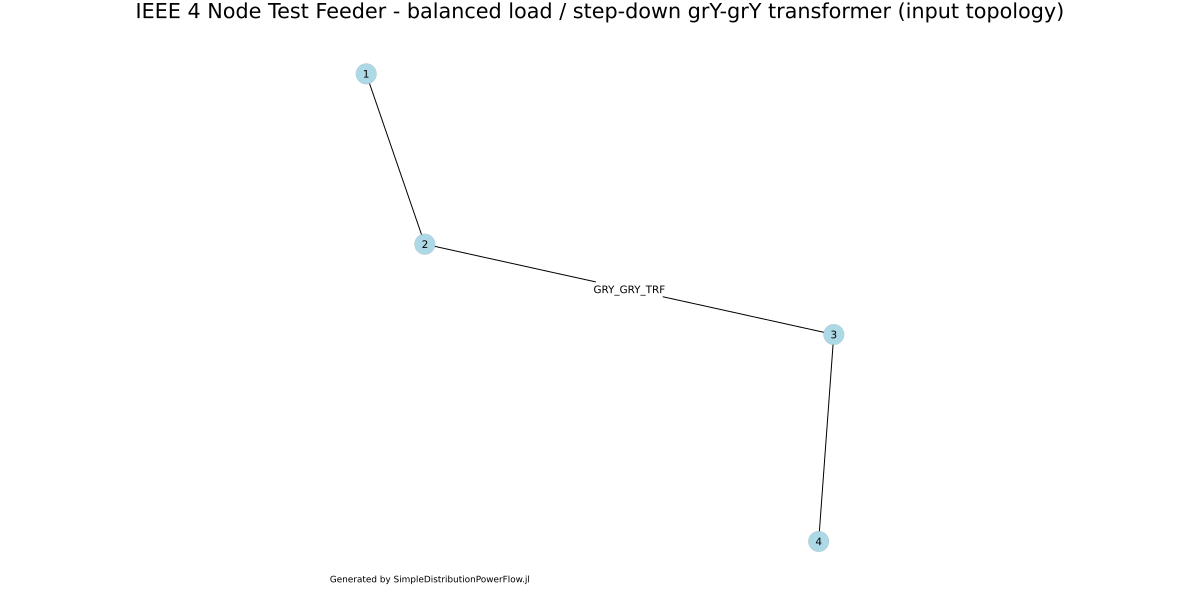 IEEE 4 Node Test Feeder - balanced load / step-down grY-grY transformer (input topology)
1
2
GRY_GRY_TRF
3
4
Generated by SimpleDistributionPowerFlow.jl